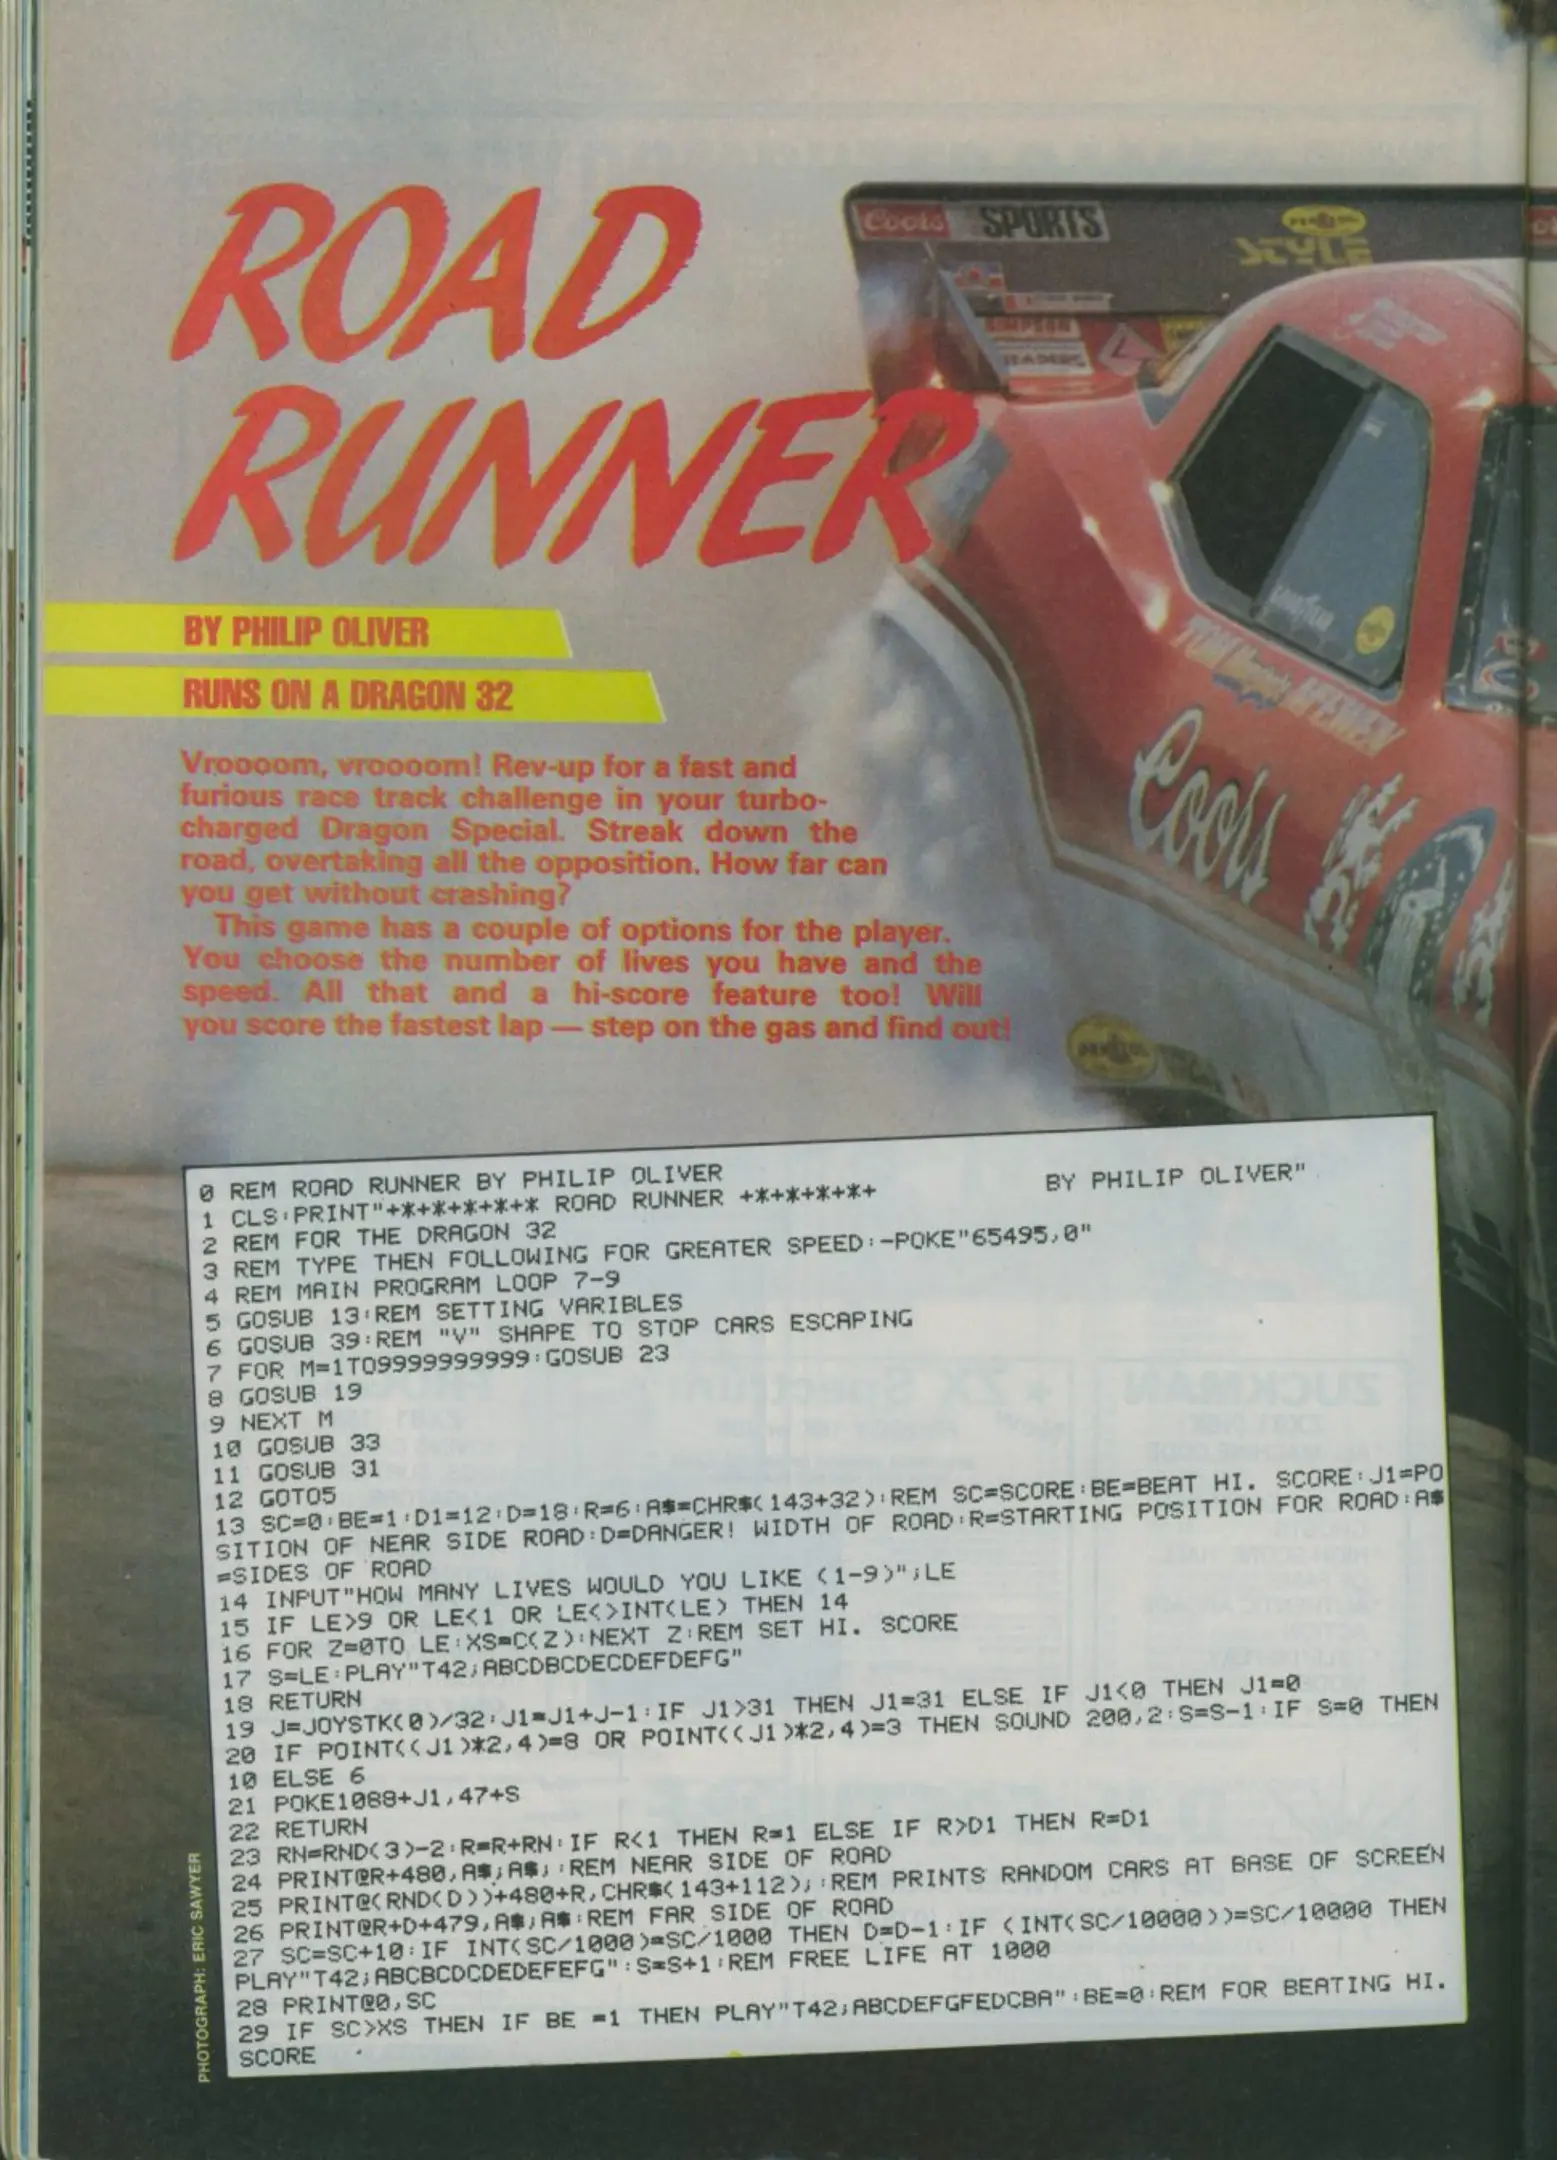 ROAD
RUNNER
Coors SPORTS
STYLE
SIMPSON
GOODYEAR
Coors
BY PHILIP OLIVER
RUNS ON A DRAGON 32
Vroooom, vroooom! Rev-up for a fast and
furious race track challenge in your turbo-
charged Dragon Special. Streak down the
road, overtaking all the opposition. How far can
you get without crashing?
This game has a couple of options for the player.
You choose the number of lives you have and the
speed. All that and a hi-score feature too! Will
you score the fastest lap — step on the gas and find out!
0 REM ROAD RUNNER BY PHILIP OLIVER
1 CLS:PRINT"+*+*+*+*+* ROAD RUNNER +*+*+*+*+ BY PHILIP OLIVER"
2 REM FOR THE DRAGON 32
3 REM TYPE THEN FOLLOWING FOR GREATER SPEED:-POKE"65495,0"
4 REM MAIN PROGRAM LOOP 7-9
5 GOSUB 13:REM SETTING VARIBLES
6 GOSUB 39:REM "V" SHAPE TO STOP CARS ESCAPING
7 FOR M=1TO9999999999:GOSUB 23
8 GOSUB 19
9 NEXT M
10 GOSUB 33
11 GOSUB 31
12 GOTO5
13 SC=0:BE=1:D1=12:D=18:R=6:A$=CHR$(143+32):REM SC=SCORE:BE=BEAT HI. SCORE:J1=PO
SITION OF NEAR SIDE ROAD:D=DANGER! WIDTH OF ROAD:R=STARTING POSITION FOR ROAD:A$
=SIDES OF ROAD
14 INPUT"HOW MANY LIVES WOULD YOU LIKE (1-9)";LE
15 IF LE>9 OR LE<1 OR LE<>INT(LE) THEN 14
16 FOR Z=0TO LE:XS=C(Z):NEXT Z:REM SET HI. SCORE
17 S=LE:PLAY"T42;ABCDBCDECDEFDEFG"
18 RETURN
19 J=JOYSTK(0)/32:J1=J1+J-1:IF J1>31 THEN J1=31 ELSE IF J1<0 THEN J1=0
20 IF POINT((J1)*2,4)=8 OR POINT((J1)*2,4)=3 THEN SOUND 200,2:S=S-1:IF S=0 THEN
10 ELSE 6
21 POKE1088+J1,47+S
22 RETURN
23 RN=RND(3)-2:R=R+RN:IF R<1 THEN R=1 ELSE IF R>D1 THEN R=D1
24 PRINT@R+480,A$;A$;:REM NEAR SIDE OF ROAD
25 PRINT@(RND(D))+480+R,CHR$(143+112);:REM PRINTS RANDOM CARS AT BASE OF SCREEN
26 PRINT@R+D+479,A$;A$:REM FAR SIDE OF ROAD
27 SC=SC+10:IF INT(SC/1000)=SC/1000 THEN D=D-1:IF (INT(SC/10000))=SC/10000 THEN
PLAY"T42;ABCBCDCDEDEFEFG":S=S+1:REM FREE LIFE AT 1000
28 PRINT@0,SC
29 IF SC>XS THEN IF BE =1 THEN PLAY"T42;ABCDEFGFEDCBA":BE=0:REM FOR BEATING HI.
SCORE
PHOTOGRAPH: ERIC SAWYER